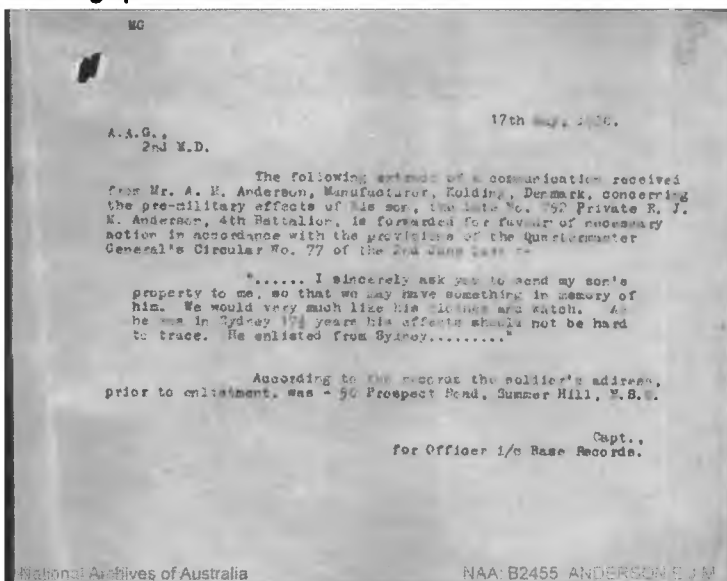 MG
17th
A.A.G.,
2nd M.D.
The following extract of a communication received
from Mr. A. M. Anderson, Manufacturer, Kolding, Denmark, concerning
the pre-military effects of his son, the late No. Private E. J.
M. Anderson, 4th Battalion, is forwarded for favour of necessary
action in accordance with the provisions of the Quartermaster
General's Circular No. 77 of the 2nd June
"...... I sincerely ask you to send my son's
property to me, so that we may have something in memory of
him. We would very much like his clothes and watch. As
he was in Sydney years his effects should not be hard
to trace. He enlisted from Sydney........."
According to the records the soldier's address,
prior to enlistment, was - 50 Prospect Road, Summer Hill, N.S.W.
Capt.,
for Officer i/c Base Records.
National Archives of Australia
NAA: B2455 ANDERSON E J M